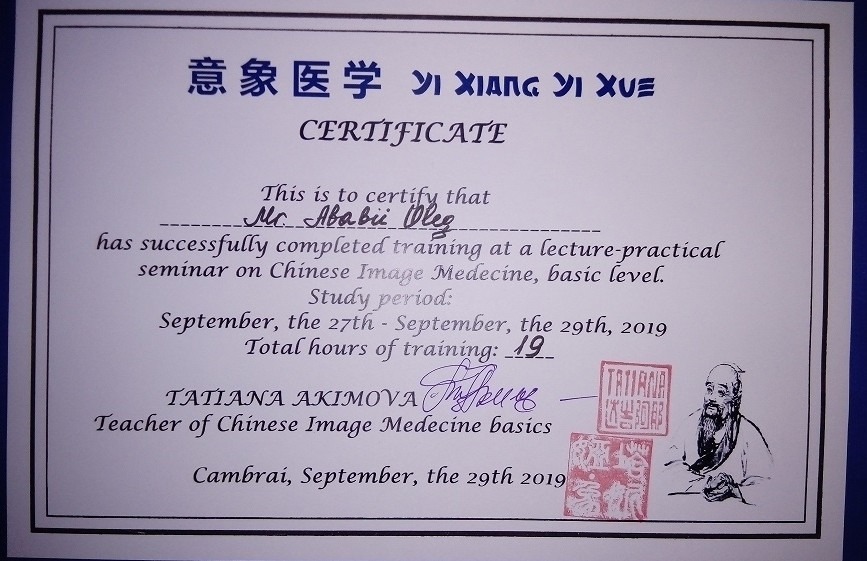 意象医学 YI XIANG YI XUE
CERTIFICATE
This is to certify that
Mr. Ababii Oleg
has successfully completed training at a lecture-practical
seminar on Chinese Image Medecine, basic level.
Study period:
September, the 27th - September, the 29th, 2019
Total hours of training: 19
TATIANA AKIMOVA
Teacher of Chinese Image Medecine basics
TATIANA
Cambrai, September, the 29th 2019